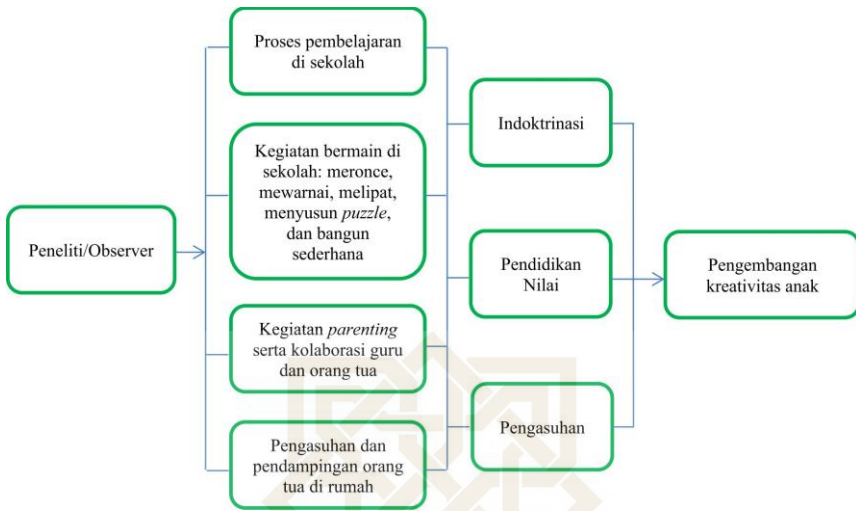 Peneliti/Observer
Proses pembelajaran
di sekolah
Kegiatan bermain di
sekolah: meronce,
mewarnai, melipat,
menyusun puzzle,
dan bangun
sederhana
Kegiatan parenting
serta kolaborasi guru
dan orang tua
Pengasuhan dan
pendampingan orang
tua di rumah
Indoktrinasi
Pendidikan
Nilai
Pengasuhan
Pengembangan
kreativitas anak